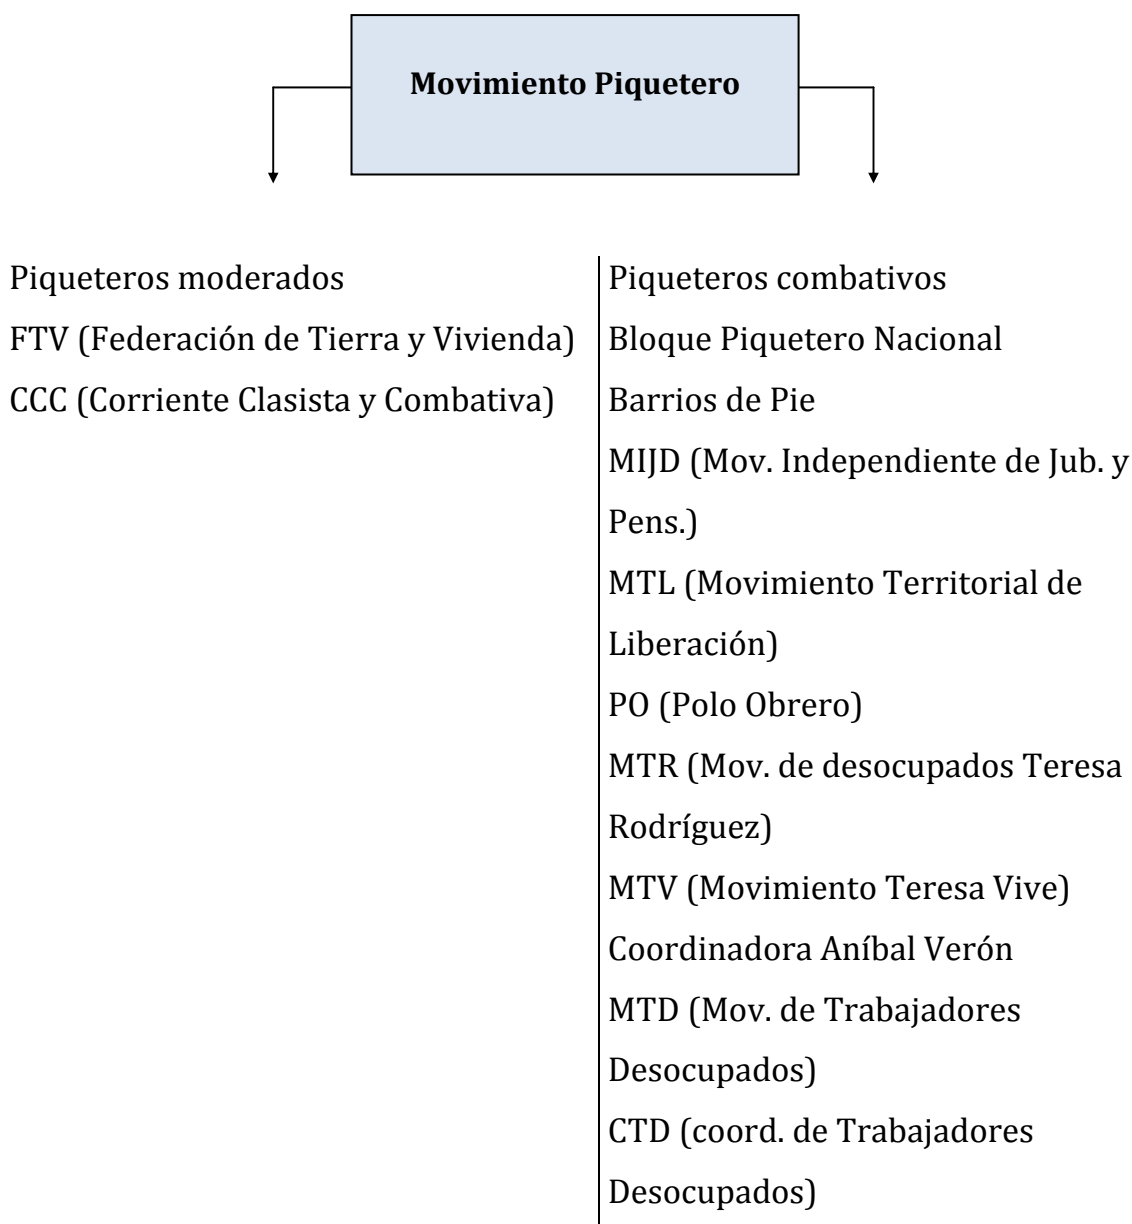 Movimiento Piquetero
Piqueteros moderados
FTV (Federación de Tierra y Vivienda)
CCC (Corriente Clasista y Combativa)
Piqueteros combativos
Bloque Piquetero Nacional
Barrios de Pie
MIJD (Mov. Independiente de Jub. y
Pens.)
MTL (Movimiento Territorial de
Liberación)
PO (Polo Obrero)
MTR (Mov. de desocupados Teresa
Rodríguez)
MTV (Movimiento Teresa Vive)
Coordinadora Aníbal Verón
MTD (Mov. de Trabajadores
Desocupados)
CTD (coord. de Trabajadores
Desocupados)